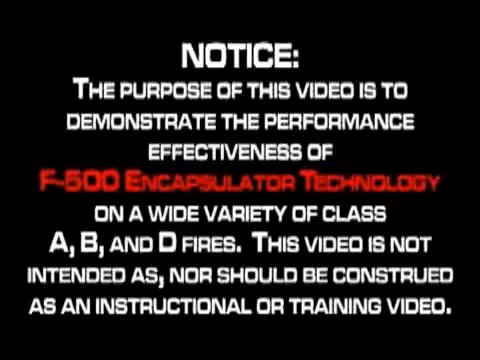 NOTICE:
THE PURPOSE OF THIS VIDEO IS TO
DEMONSTRATE THE PERFORMANCE
EFFECTIVENESS OF
F-500 ENCAPSULATOR TECHNOLOGY
ON A WIDE VARIETY OF CLASS
A, B, AND D FIRES. THIS VIDEO IS NOT
INTENDED AS, NOR SHOULD BE CONSTRUED
AS AN INSTRUCTIONAL OR TRAINING VIDEO.